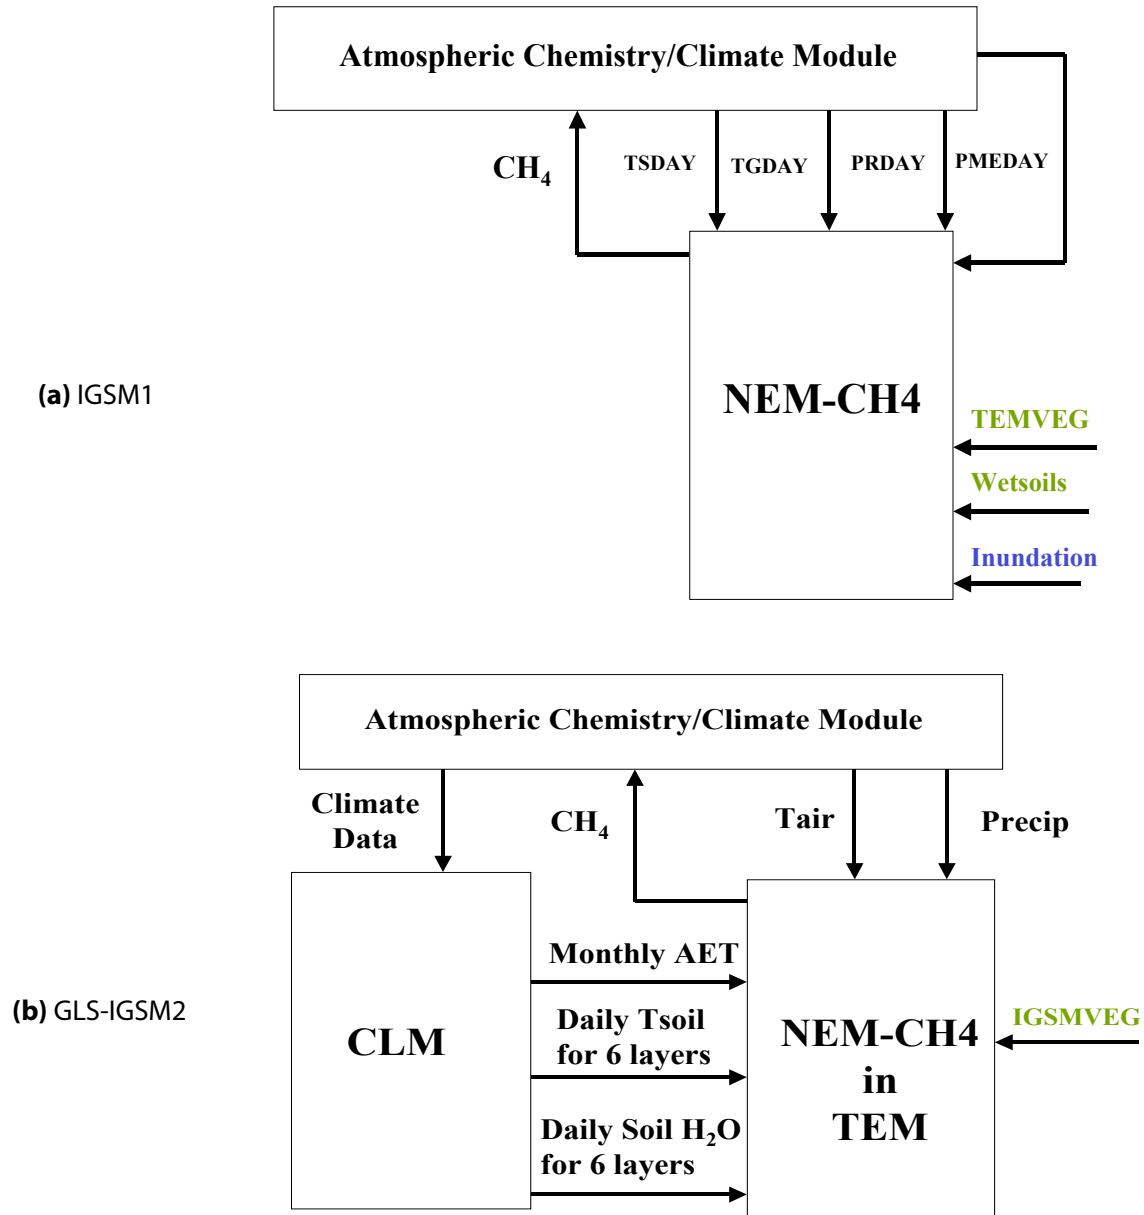 Atmospheric Chemistry/Climate Module
CH₄
TSDAY
TGDAY
PRDAY
PMEDAY
(a) IGSM1
NEM-CH4
TEMVEG
Wetsoils
Inundation
Atmospheric Chemistry/Climate Module
Climate
Data
CH₄
Tair
Precip
Monthly AET
(b) GLS-IGSM2
CLM
Daily Tsoil
for 6 layers
Daily Soil H₂O
for 6 layers
NEM-CH4
in
TEM
IGSMVEG